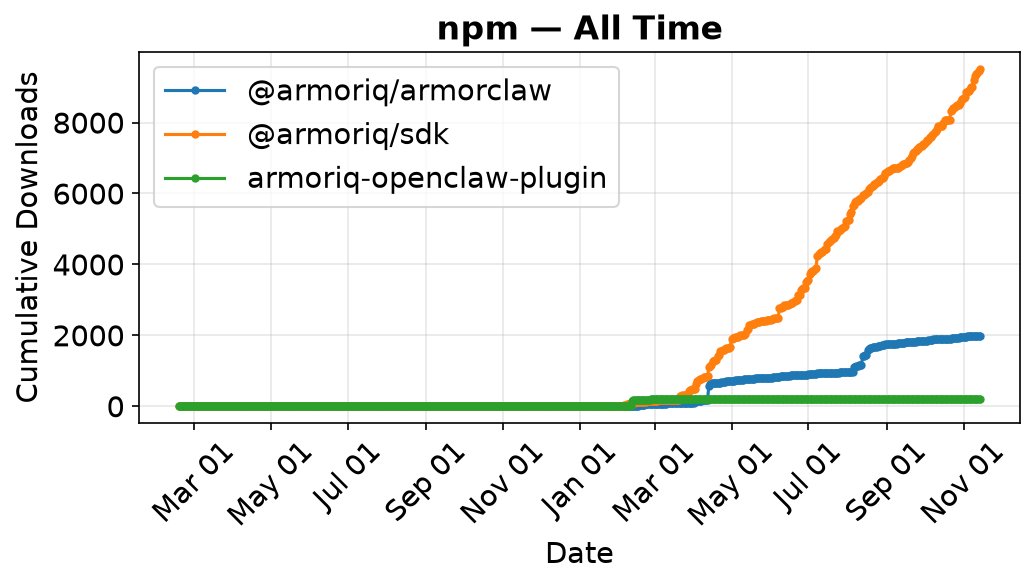 npm — All Time
@armoriq/armorclaw
@armoriq/sdk
armoriq-openclaw-plugin
Cumulative Downloads
8000
6000
4000
2000
0
Mar 01
May 01
Jul 01
Sep 01
Nov 01
Jan 01
Mar 01
May 01
Jul 01
Sep 01
Nov 01
Date